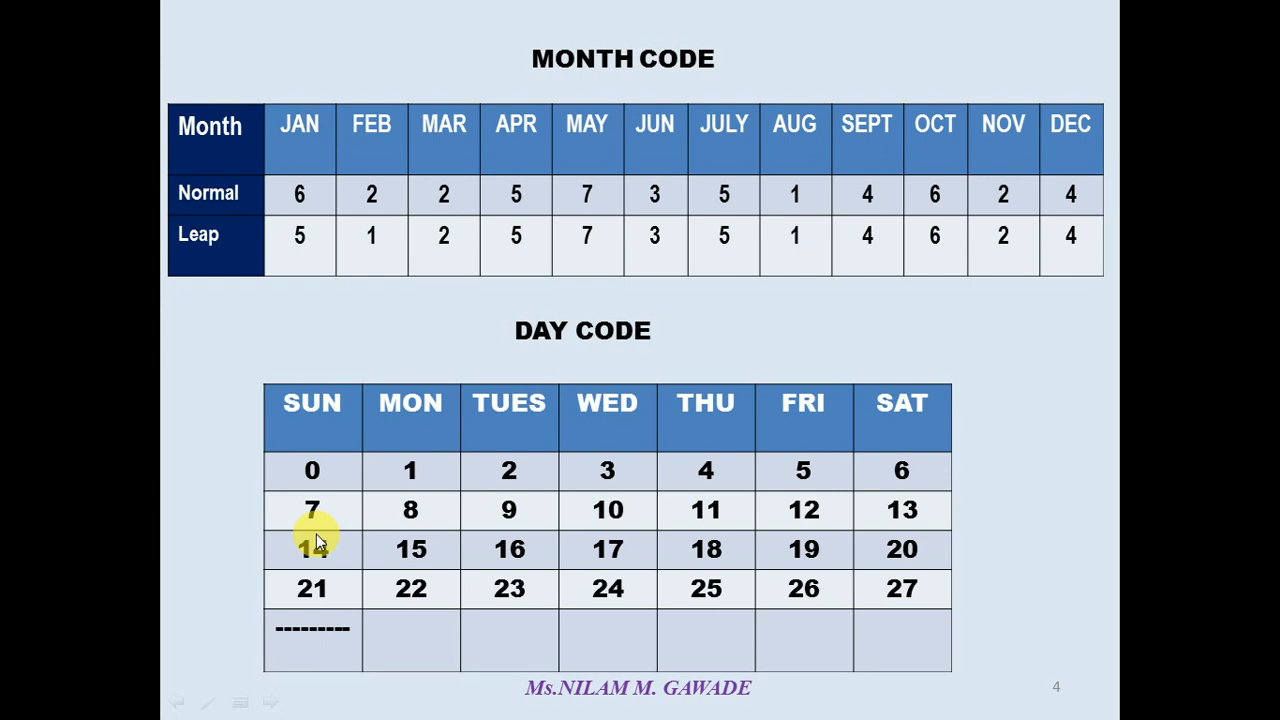 MONTH CODE
Month JAN FEB MAR APR MAY JUN JULY AUG SEPT OCT NOV DEC
Normal 6 2 2 5 7 3 5 1 4 6 2 4
Leap 5 1 2 5 7 3 5 1 4 6 2 4
DAY CODE
SUN MON TUES WED THU FRI SAT
0 1 2 3 4 5 6
7 8 9 10 11 12 13
14 15 16 17 18 19 20
21 22 23 24 25 26 27
---------
Ms.NILAM M. GAWADE
4